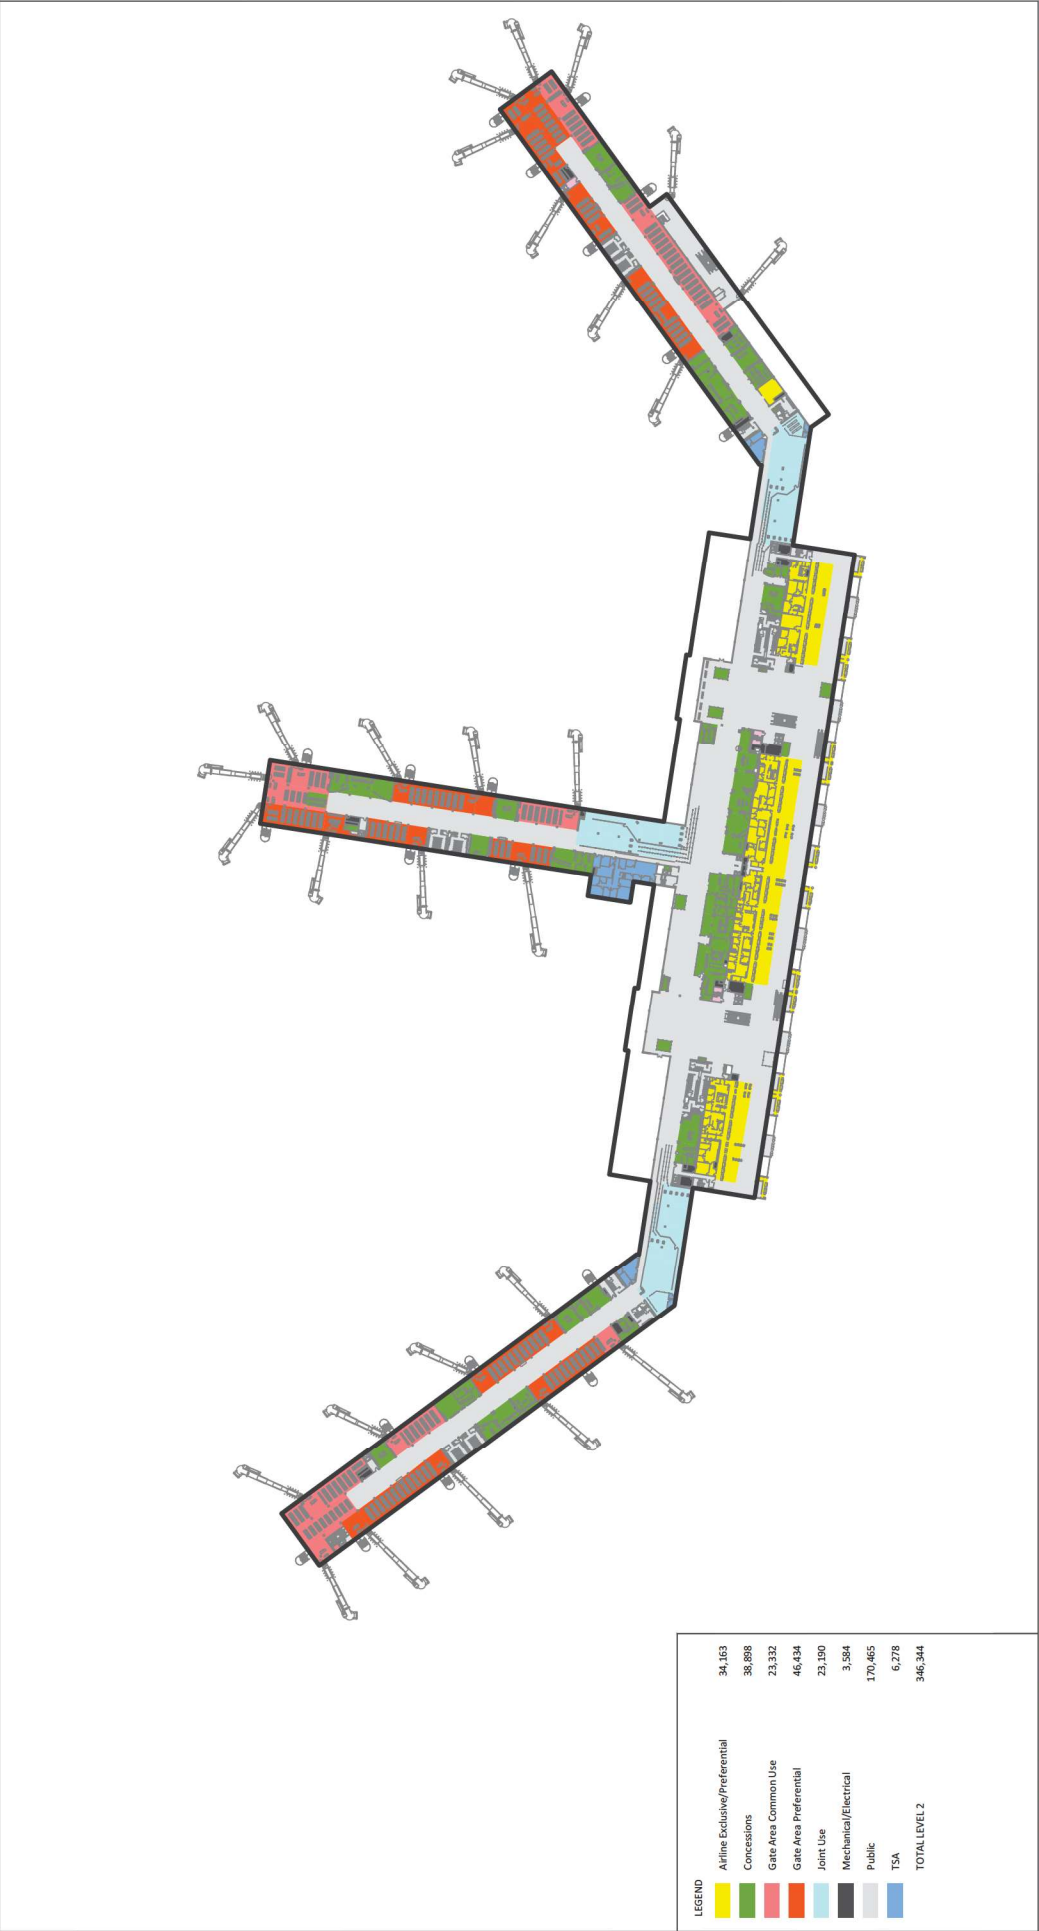 LEGEND
Airline Exclusive/Preferential 34,163
Concessions 38,898
Gate Area Common Use 23,332
Gate Area Preferential 46,434
Joint Use 23,190
Mechanical/Electrical 3,584
Public 170,465
TSA 6,278
TOTAL LEVEL 2 346,344